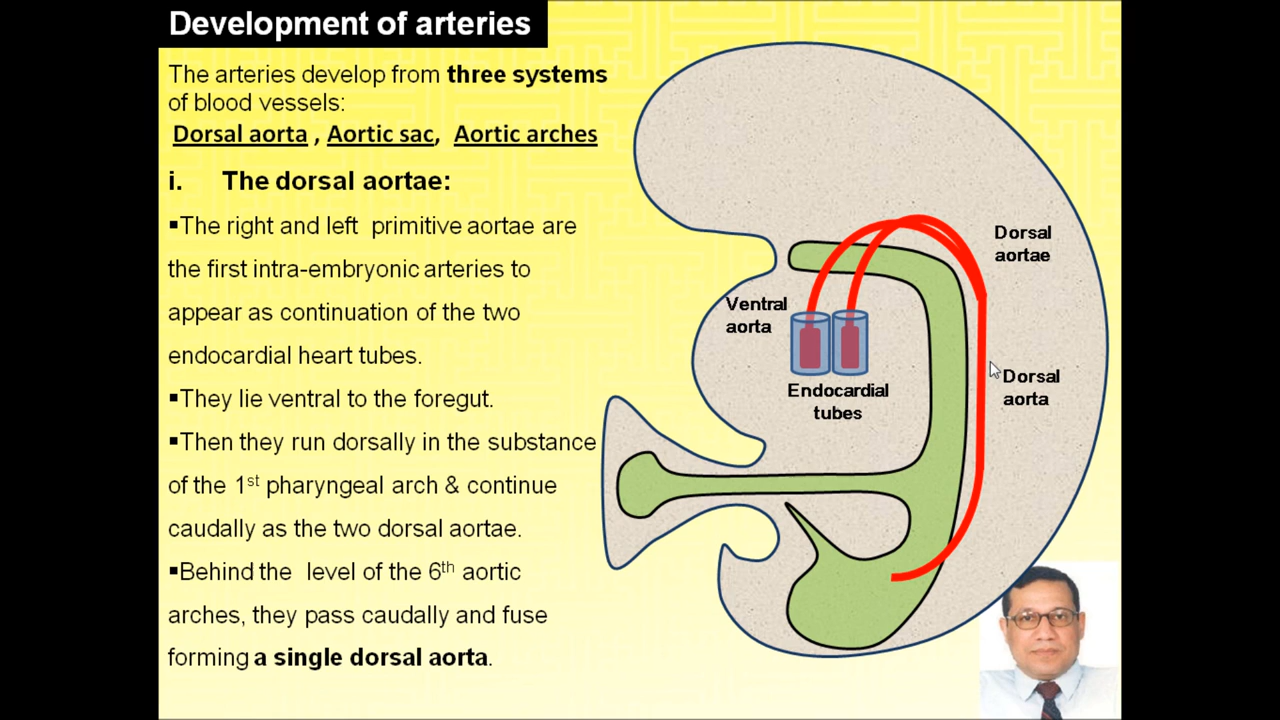 Development of arteries
The arteries develop from three systems
of blood vessels:
Dorsal aorta , Aortic sac, Aortic arches
i. The dorsal aortae:
▪The right and left primitive aortae are
the first intra-embryonic arteries to
appear as continuation of the two
endocardial heart tubes.
▪They lie ventral to the foregut.
▪Then they run dorsally in the substance
of the 1st pharyngeal arch & continue
caudally as the two dorsal aortae.
▪Behind the level of the 6th aortic
arches, they pass caudally and fuse
forming a single dorsal aorta.
Dorsal
aortae
Ventral
aorta
Endocardial
tubes
Dorsal
aorta